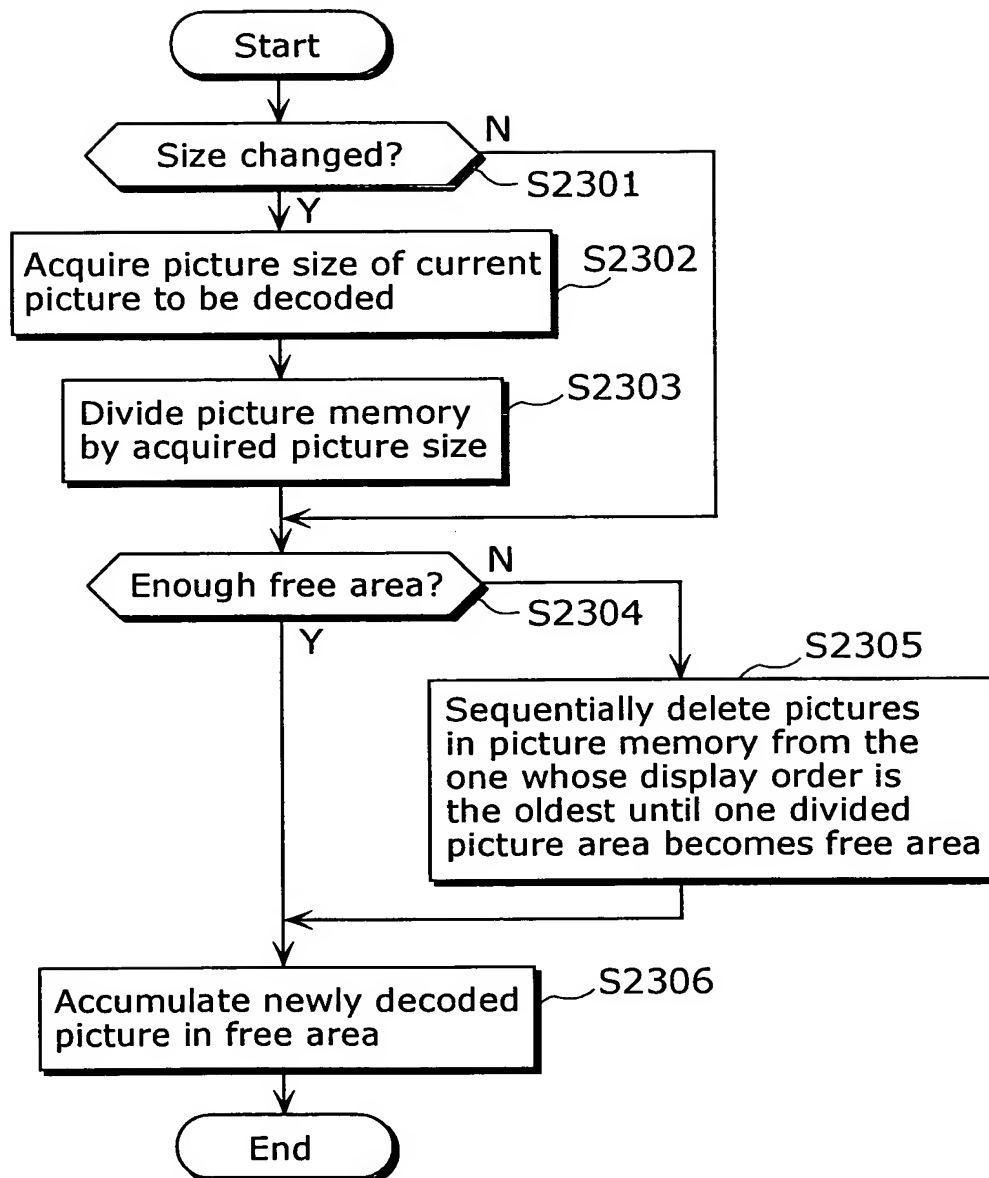 Start
Size changed?
N
S2301
Y
Acquire picture size of current
picture to be decoded
S2302
Divide picture memory
by acquired picture size
S2303
Enough free area?
N
S2304
Y
S2305
Sequentially delete pictures
in picture memory from the
one whose display order is
the oldest until one divided
picture area becomes free area
Accumulate newly decoded
picture in free area
S2306
End